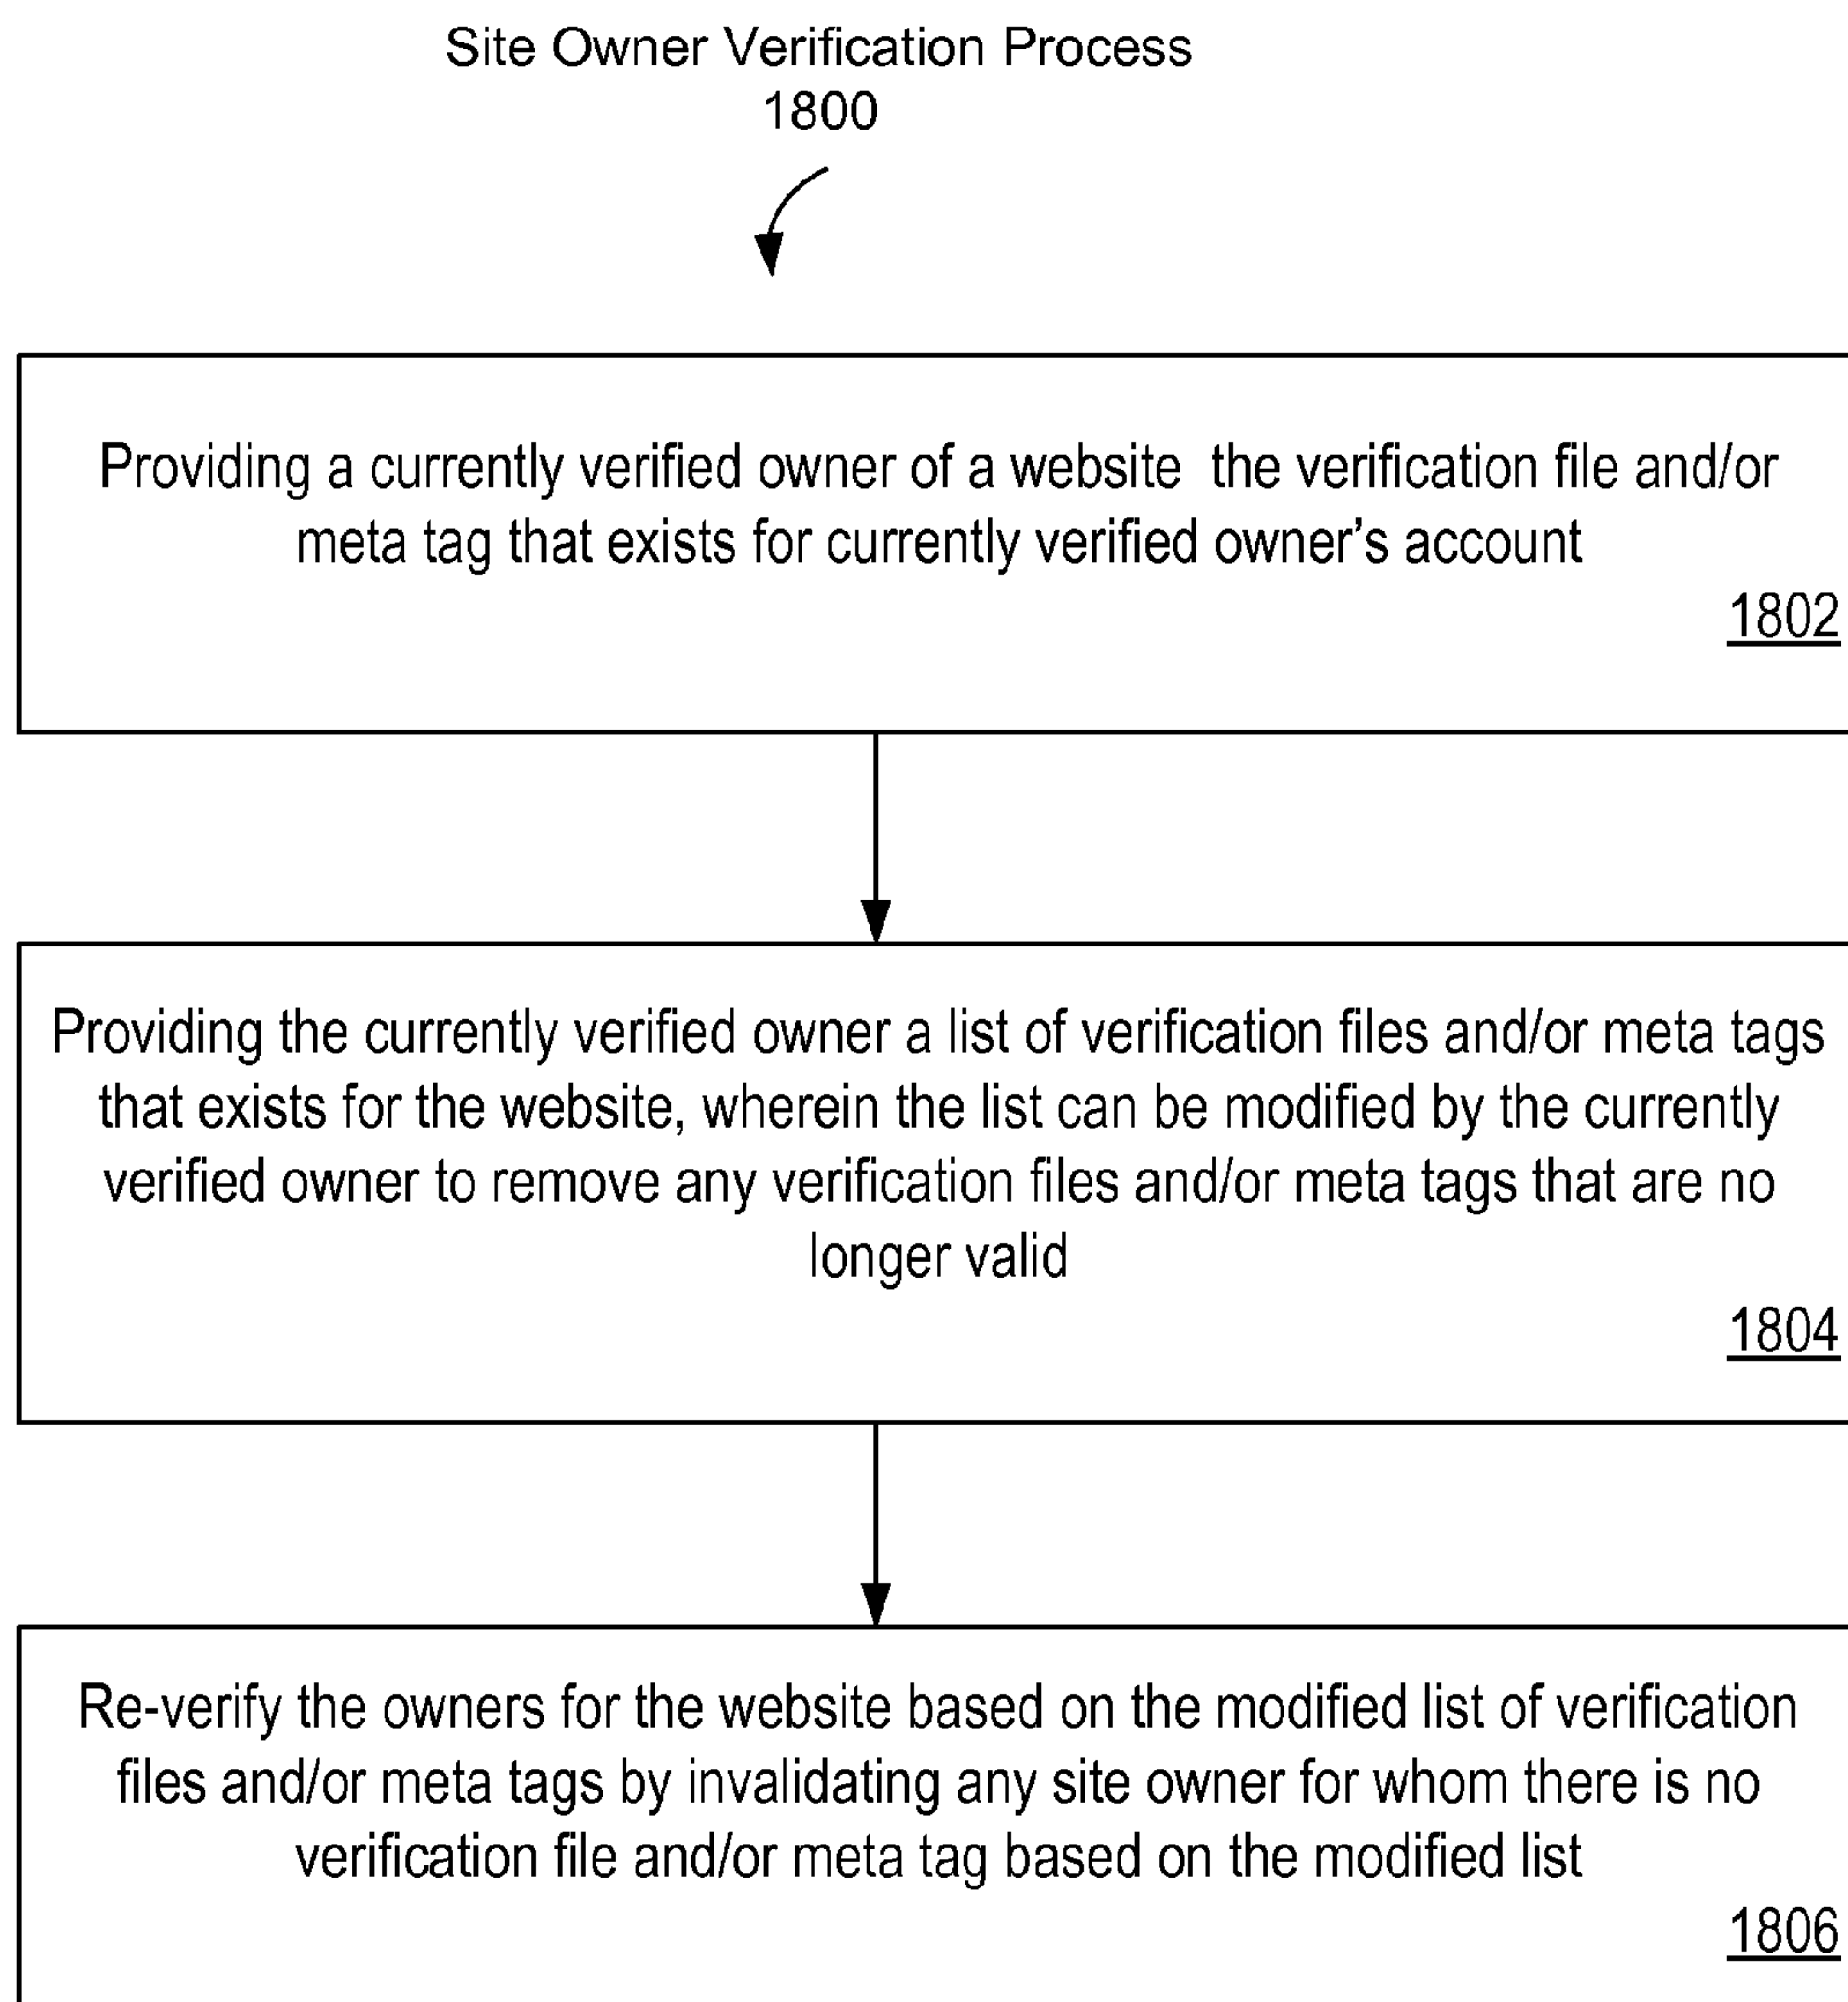 Site Owner Verification Process
1800
Providing a currently verified owner of a website  the verification file and/or
meta tag that exists for currently verified owner’s account
1802
Providing the currently verified owner a list of verification files and/or meta tags
that exists for the website, wherein the list can be modified by the currently
verified owner to remove any verification files and/or meta tags that are no
longer valid
1804
Re-verify the owners for the website based on the modified list of verification
files and/or meta tags by invalidating any site owner for whom there is no
verification file and/or meta tag based on the modified list
1806